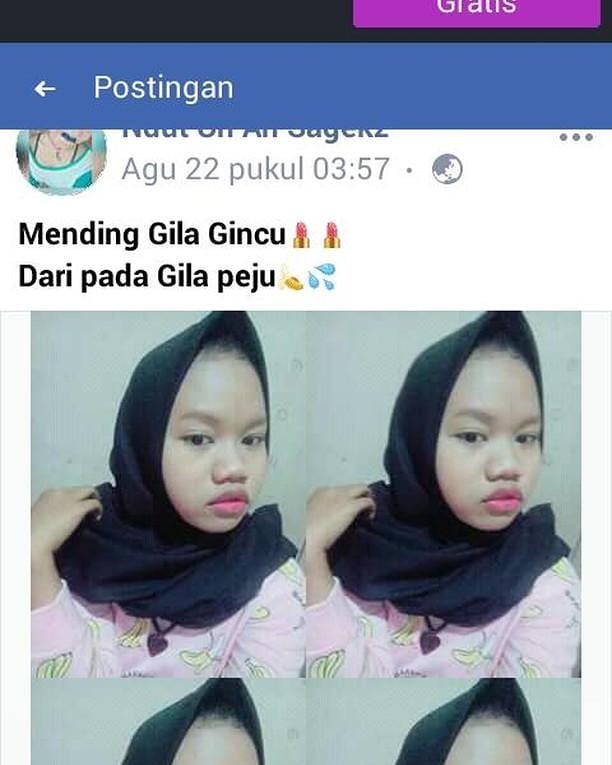 Gratis
Postingan
Agu 22 pukul 03:57
Mending Gila Gincu💄💄
Dari pada Gila peju🍌💦